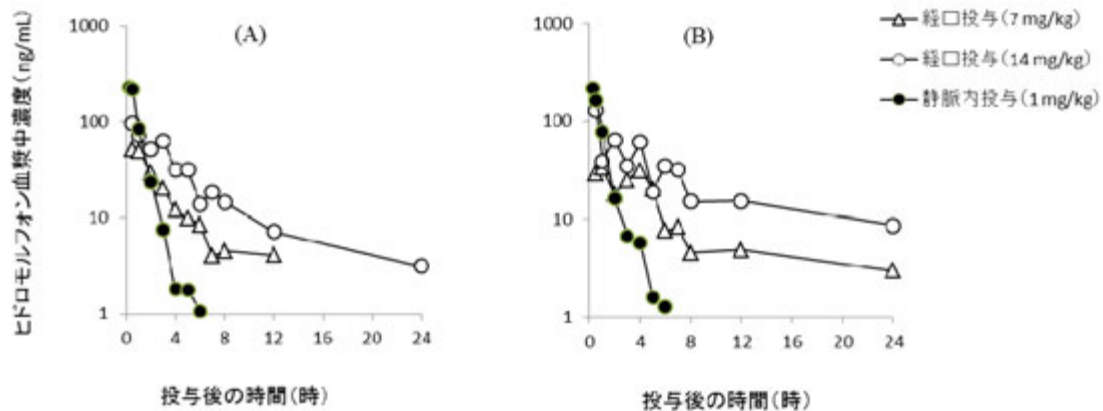 ヒドロモルフォン血漿中濃度(ng/mL)
1000
100
10
1
(A)
0 4 8 12 16 20 24
投与後の時間(時)
1000
100
10
1
(B)
0 4 8 12 16 20 24
投与後の時間(時)
経口投与(7 mg/kg)
経口投与(14 mg/kg)
静脈内投与(1 mg/kg)